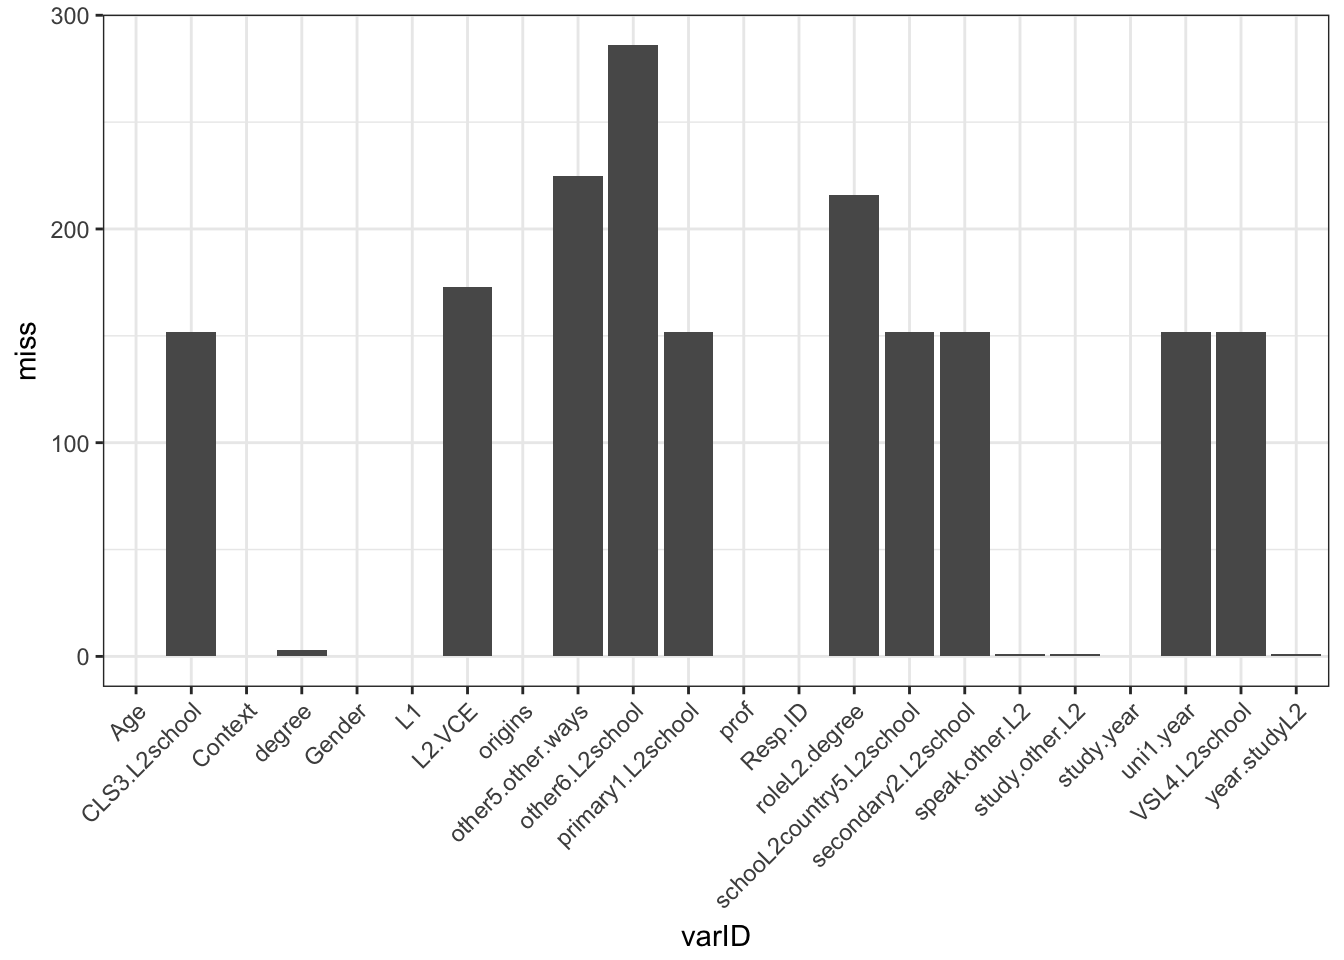 300
200
100
0
miss
Age
CLS3.L2school
Context
degree
Gender
L1
L2.VCE
origins
other5.other.ways
other6.L2school
primary1.L2school
prof
Resp.ID
roleL2.degree
schooL2country5.L2school
secondary2.L2school
speak.other.L2
study.other.L2
study.year
uni1.year
VSL4.L2school
year.studyL2
varID